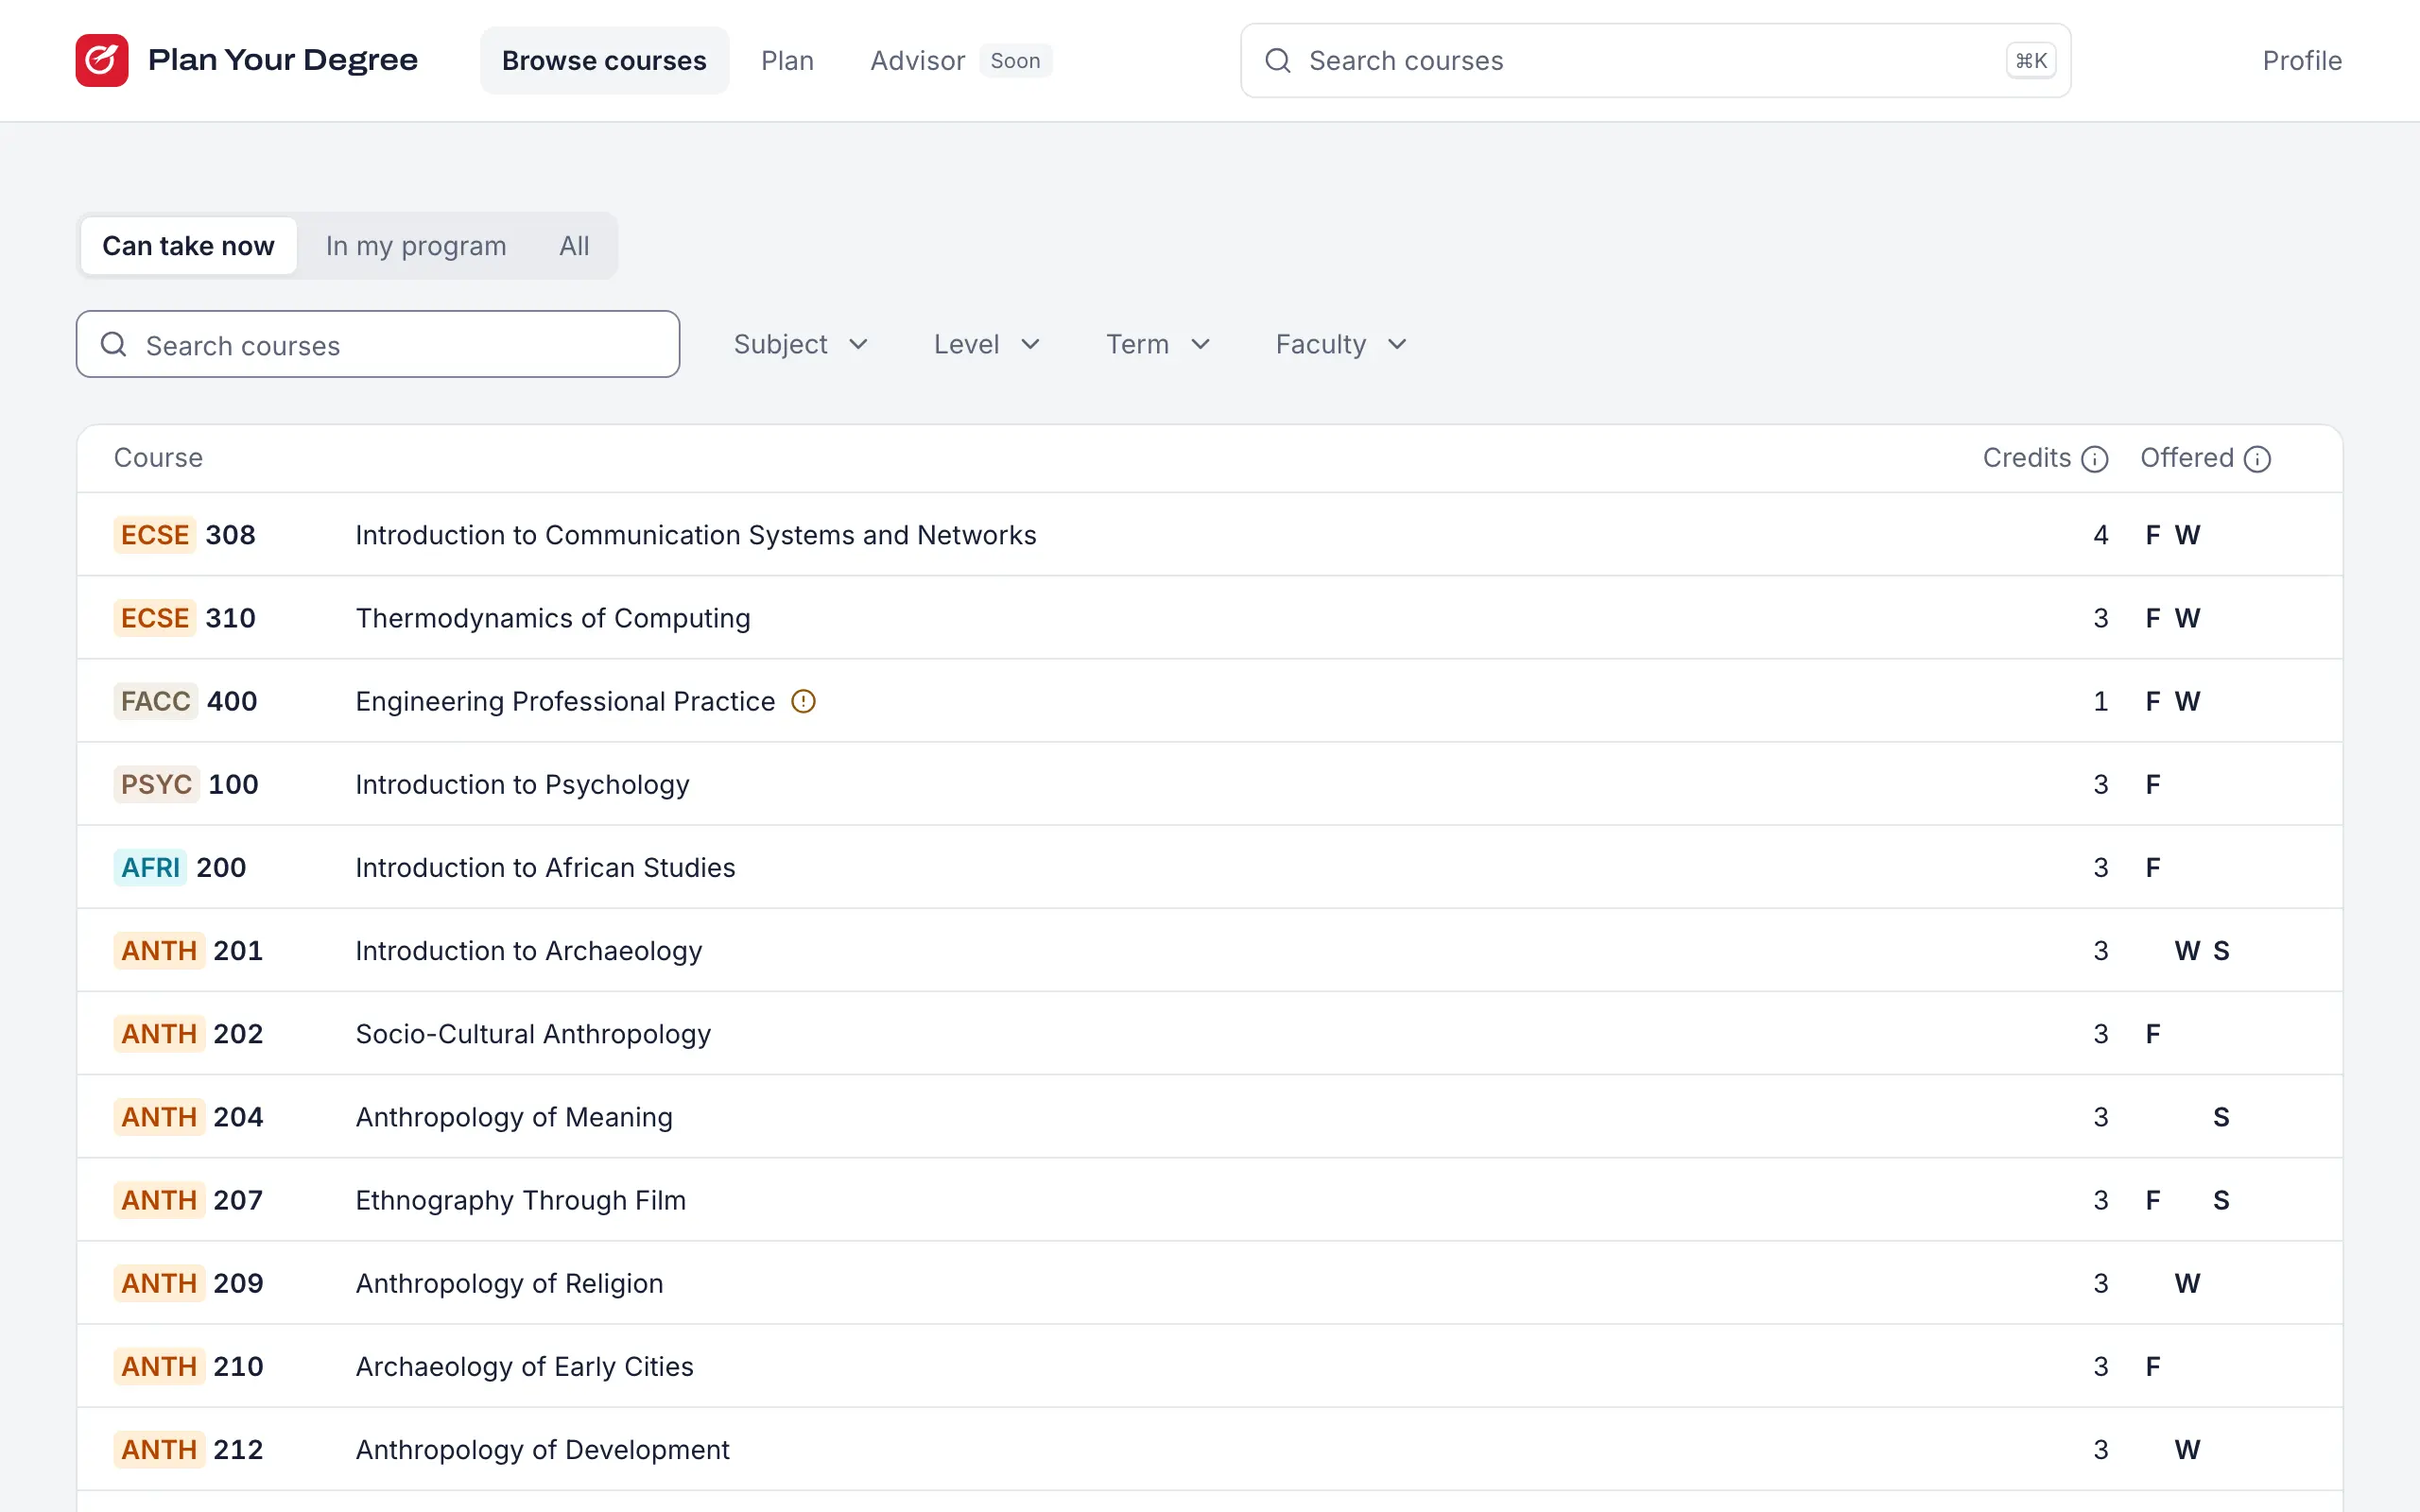 Plan Your Degree Browse courses Plan Advisor Soon Search courses ⌘K Profile
Can take now In my program All
Search courses Subject Level Term Faculty
Course Credits Offered
ECSE 308 Introduction to Communication Systems and Networks 4 F W
ECSE 310 Thermodynamics of Computing 3 F W
FACC 400 Engineering Professional Practice 1 F W
PSYC 100 Introduction to Psychology 3 F
AFRI 200 Introduction to African Studies 3 F
ANTH 201 Introduction to Archaeology 3 W S
ANTH 202 Socio-Cultural Anthropology 3 F
ANTH 204 Anthropology of Meaning 3 S
ANTH 207 Ethnography Through Film 3 F S
ANTH 209 Anthropology of Religion 3 W
ANTH 210 Archaeology of Early Cities 3 F
ANTH 212 Anthropology of Development 3 W